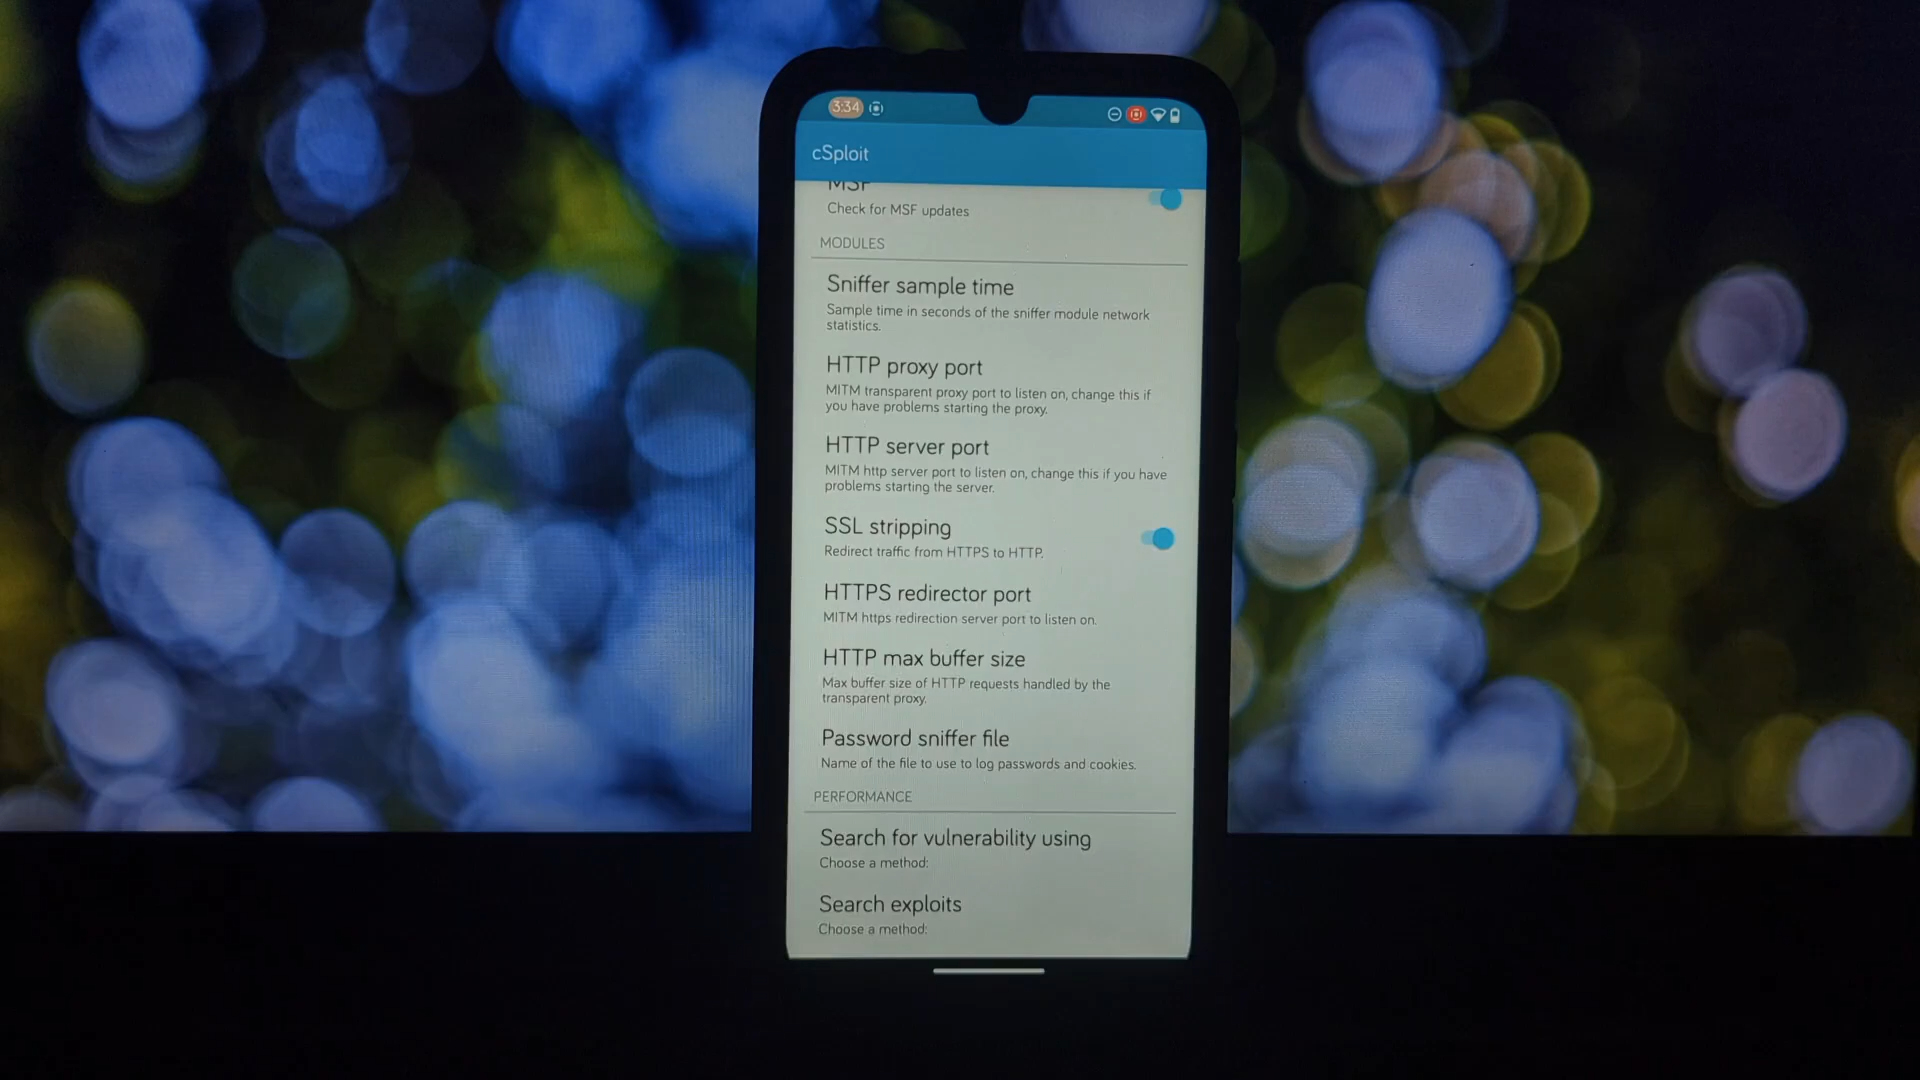 3:34
cSploit
MSF
Check for MSF updates
MODULES
Sniffer sample time
Sample time in seconds of the sniffer module network
statistics.
HTTP proxy port
MITM transparent proxy port to listen on, change this if
you have problems starting the proxy.
HTTP server port
MITM http server port to listen on, change this if you have
problems starting the server.
SSL stripping
Redirect traffic from HTTPS to HTTP.
HTTPS redirector port
MITM https redirection server port to listen on.
HTTP max buffer size
Max buffer size of HTTP requests handled by the
transparent proxy.
Password sniffer file
Name of the file to use to log passwords and cookies.
PERFORMANCE
Search for vulnerability using
Choose a method:
Search exploits
Choose a method: